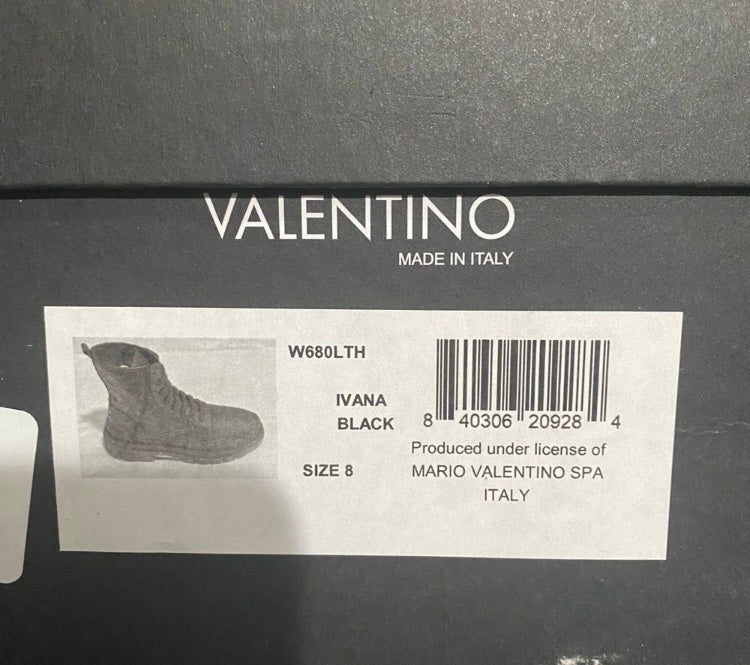 VALENTINO
MADE IN ITALY
W680LTH
IVANA
BLACK
SIZE 8
8 40306 20928 4
Produced under license of
MARIO VALENTINO SPA
ITALY